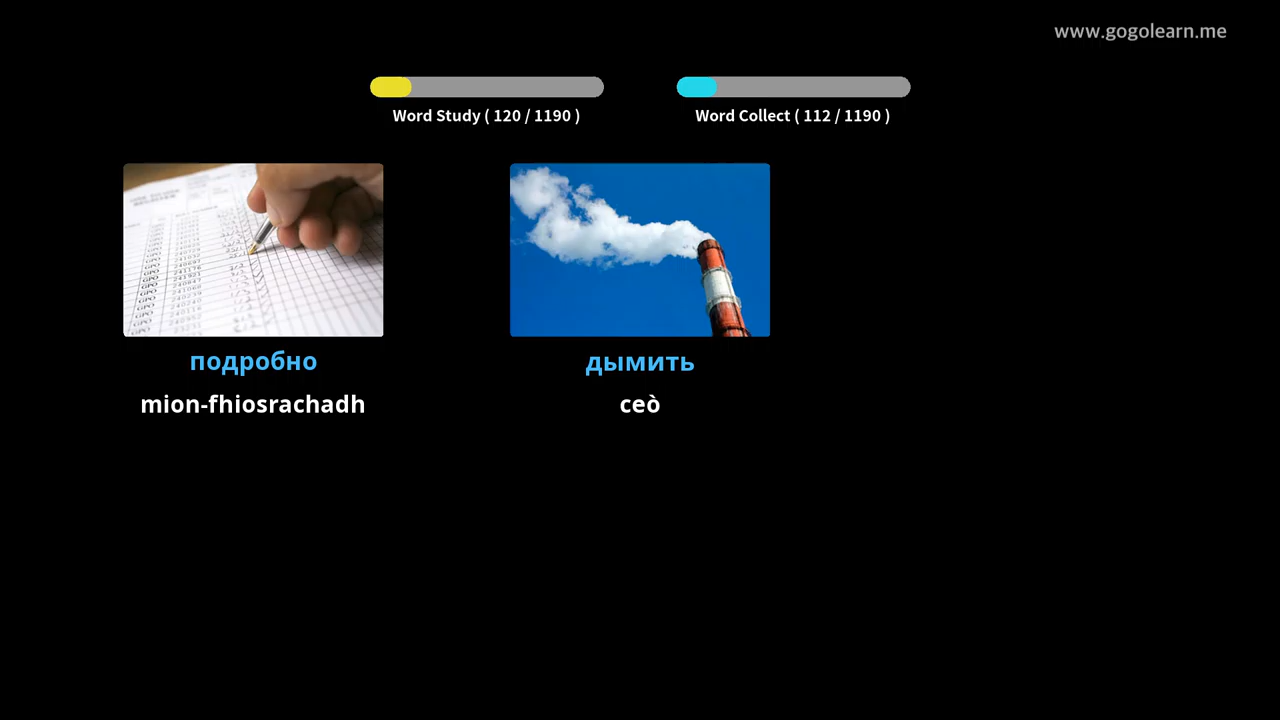 www.gogolearn.me
Word Study ( 120 / 1190 )
Word Collect ( 112 / 1190 )
подробно
дымить
mion-fhiosrachadh
ceò